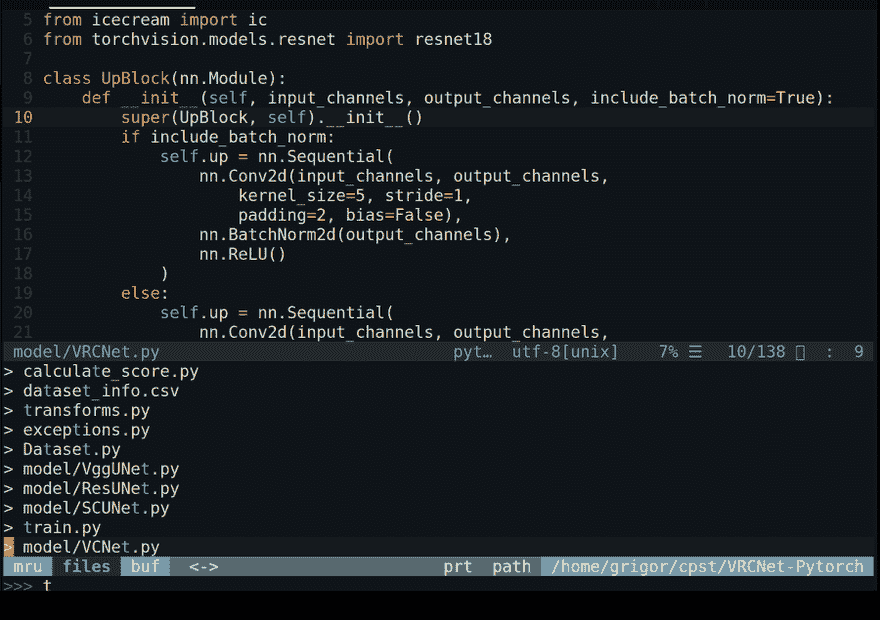 5 from icecream import ic
6 from torchvision.models.resnet import resnet18
7
8 class UpBlock(nn.Module):
9     def __init__(self, input_channels, output_channels, include_batch_norm=True):
10         super(UpBlock, self).__init__()
11         if include_batch_norm:
12             self.up = nn.Sequential(
13                 nn.Conv2d(input_channels, output_channels,
14                     kernel_size=5, stride=1,
15                     padding=2, bias=False),
16                 nn.BatchNorm2d(output_channels),
17                 nn.ReLU()
18             )
19         else:
20             self.up = nn.Sequential(
21                 nn.Conv2d(input_channels, output_channels,
model/VRCNet.py pyt… utf-8[unix] 7% ☰ 10/138 : 9
> calculate_score.py
> dataset_info.csv
> transforms.py
> exceptions.py
> Dataset.py
> model/VggUNet.py
> model/ResUNet.py
> model/SCUNet.py
> train.py
> model/VCNet.py
mru files buf <-> prt path /home/grigor/cpst/VRCNet-Pytorch
>>> t